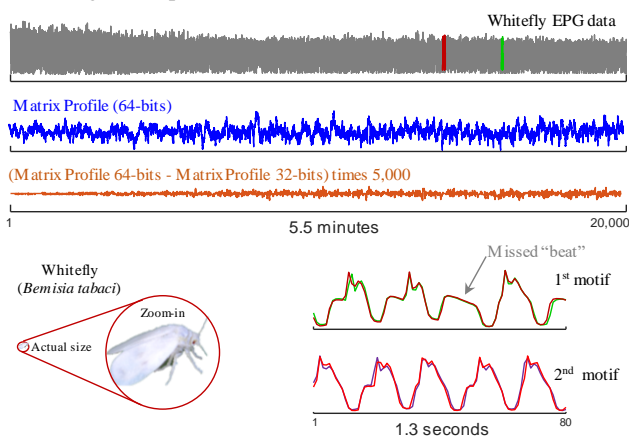 Whitefly EPG data
Matrix Profile (64-bits)
(Matrix Profile 64-bit - Matrix Profile 32-bits) times 5,000
1
5.5 minutes
20,000
Missed “beat”
Whitefly
(Bemisia tabaci)
1st motif
Zoom-in
Actual size
2nd motif
1
80
1.3 seconds